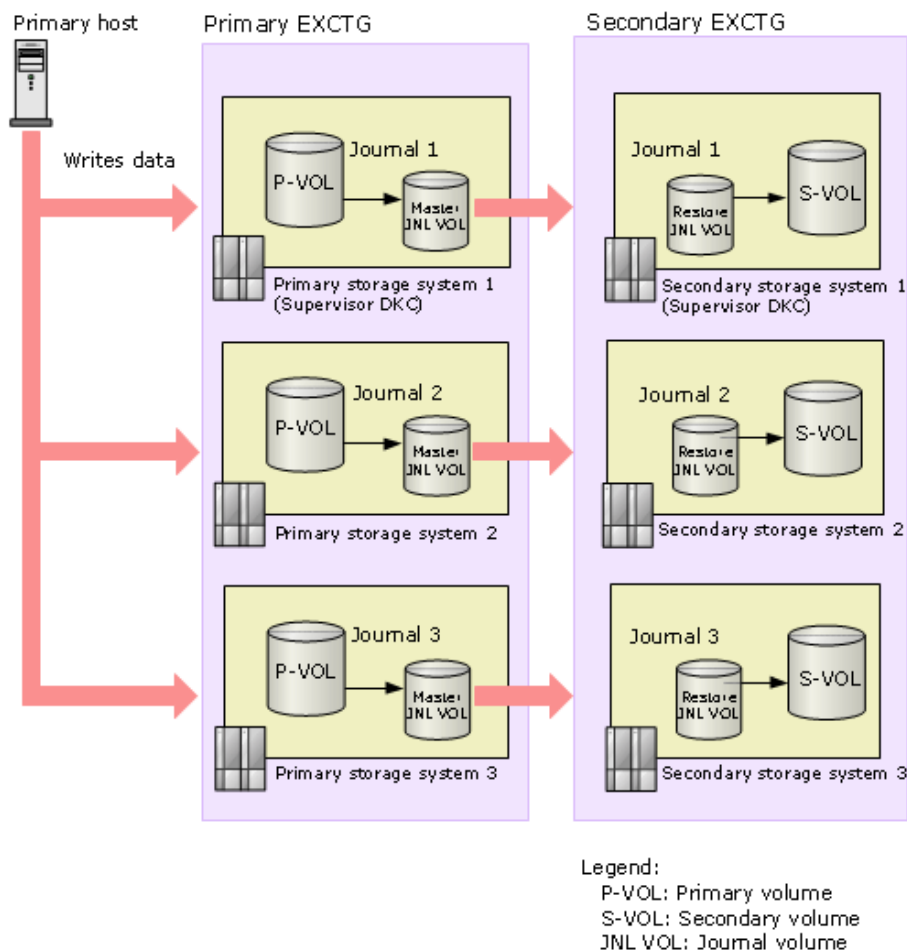 Primary host
Primary EXCTG
Secondary EXCTG
Writes data
Journal 1
P-VOL
Master
JNL VOL
Primary storage system 1
(Supervisor DKC)
Journal 1
Restore
JNL VOL
S-VOL
Secondary storage system 1
(Supervisor DKC)
Journal 2
P-VOL
Master
JNL VOL
Primary storage system 2
Journal 2
Restore
JNL VOL
S-VOL
Secondary storage system 2
Journal 3
P-VOL
Master
JNL VOL
Primary storage system 3
Journal 3
Restore
JNL VOL
S-VOL
Secondary storage system 3
Legend:
P-VOL: Primary volume
S-VOL: Secondary volume
JNL VOL: Journal volume